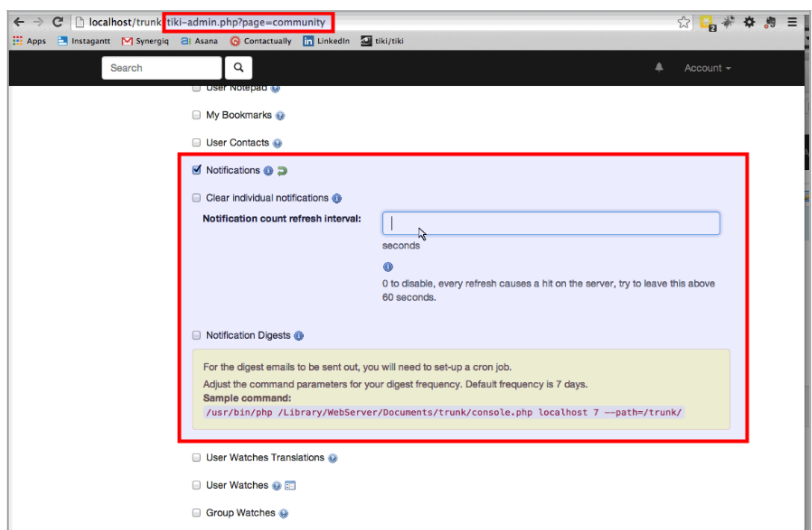 localhost/trunk/tiki-admin.php?page=community
Apps Instagantt Synergiq Asana Contactually LinkedIn tiki/tiki
Search Account
User Notepad
My Bookmarks
User Contacts
Notifications
Clear individual notifications
Notification count refresh interval:
seconds
0 to disable, every refresh causes a hit on the server, try to leave this above
60 seconds.
Notification Digests
For the digest emails to be sent out, you will need to set-up a cron job.
Adjust the command parameters for your digest frequency. Default frequency is 7 days.
Sample command:
/usr/bin/php /Library/WebServer/Documents/trunk/console.php localhost 7 --path=/trunk/
User Watches Translations
User Watches
Group Watches